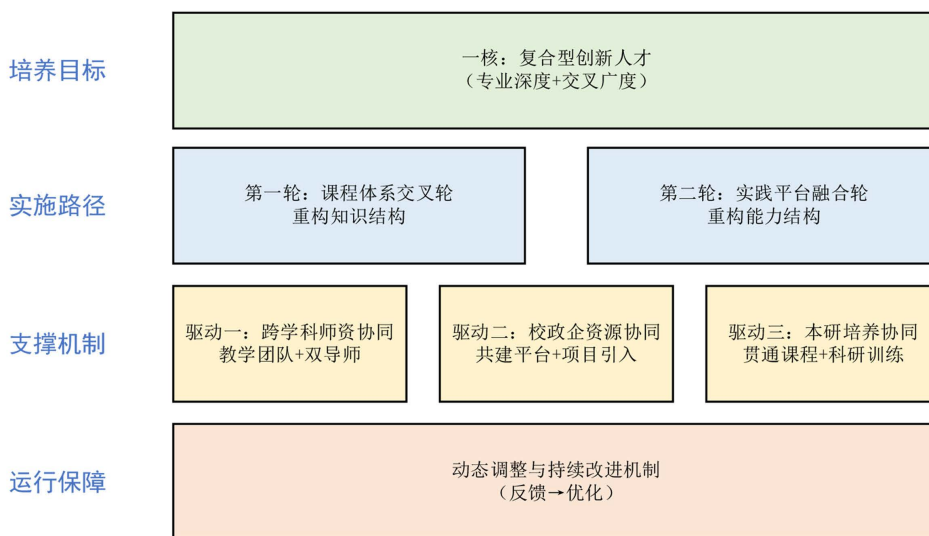 培养目标
一核：复合型创新人才
（专业深度+交叉广度）
实施路径
第一轮：课程体系交叉轮
重构知识结构
第二轮：实践平台融合轮
重构能力结构
支撑机制
驱动一：跨学科师资协同
教学团队+双导师
驱动二：校政企资源协同
共建平台+项目引入
驱动三：本研培养协同
贯通课程+科研训练
运行保障
动态调整与持续改进机制
（反馈→优化）